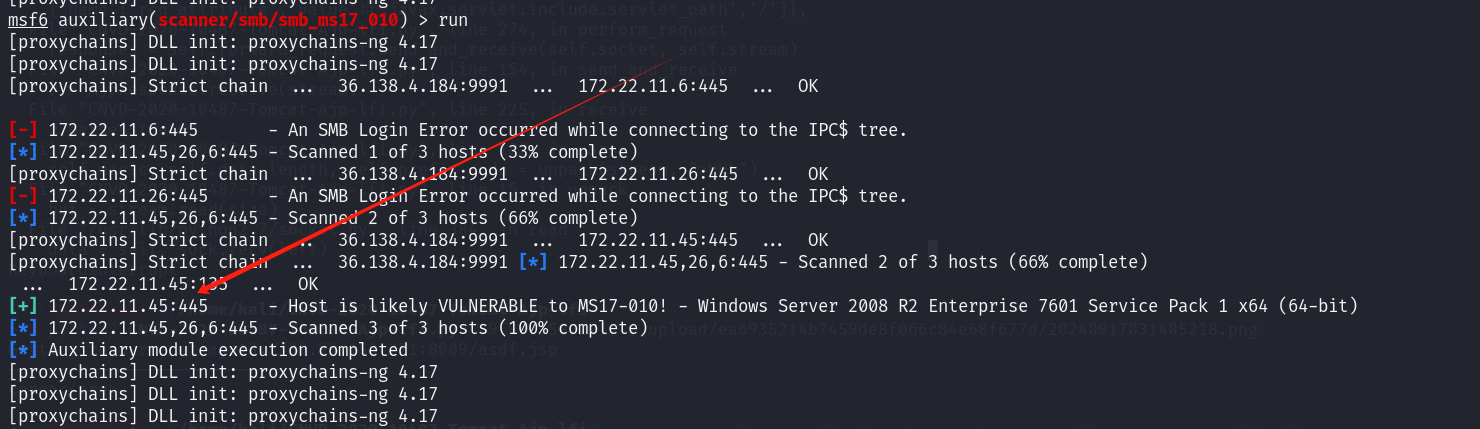 msf6 auxiliary(scanner/smb/smb_ms17_010) > run
[proxychains] DLL init: proxychains-ng 4.17
[proxychains] DLL init: proxychains-ng 4.17
[proxychains] Strict chain ... 36.138.4.184:9991 ... 172.22.11.6:445 ... OK
[-] 172.22.11.6:445 - An SMB Login Error occurred while connecting to the IPC$ tree.
[*] 172.22.11.45,26,6:445 - Scanned 1 of 3 hosts (33% complete)
[proxychains] Strict chain ... 36.138.4.184:9991 ... 172.22.11.26:445 ... OK
[-] 172.22.11.26:445 - An SMB Login Error occurred while connecting to the IPC$ tree.
[*] 172.22.11.45,26,6:445 - Scanned 2 of 3 hosts (66% complete)
[proxychains] Strict chain ... 36.138.4.184:9991 ... 172.22.11.45:445 ... OK
[proxychains] Strict chain ... 36.138.4.184:9991 [*] 172.22.11.45,26,6:445 - Scanned 2 of 3 hosts (66% complete)
... 172.22.11.45:135 ... OK
[+] 172.22.11.45:445 - Host is likely VULNERABLE to MS17-010! - Windows Server 2008 R2 Enterprise 7601 Service Pack 1 x64 (64-bit)
[*] 172.22.11.45,26,6:445 - Scanned 3 of 3 hosts (100% complete)
[*] Auxiliary module execution completed
[proxychains] DLL init: proxychains-ng 4.17
[proxychains] DLL init: proxychains-ng 4.17
[proxychains] DLL init: proxychains-ng 4.17